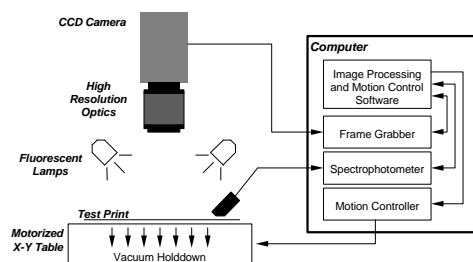 CCD Camera
Computer
High
Resolution
Optics
Image Processing
and Motion Control
Software
Frame Grabber
Fluorescent
Lamps
Spectrophotometer
Motion Controller
Test Print
Motorized
X-Y Table
Vacuum Holddown